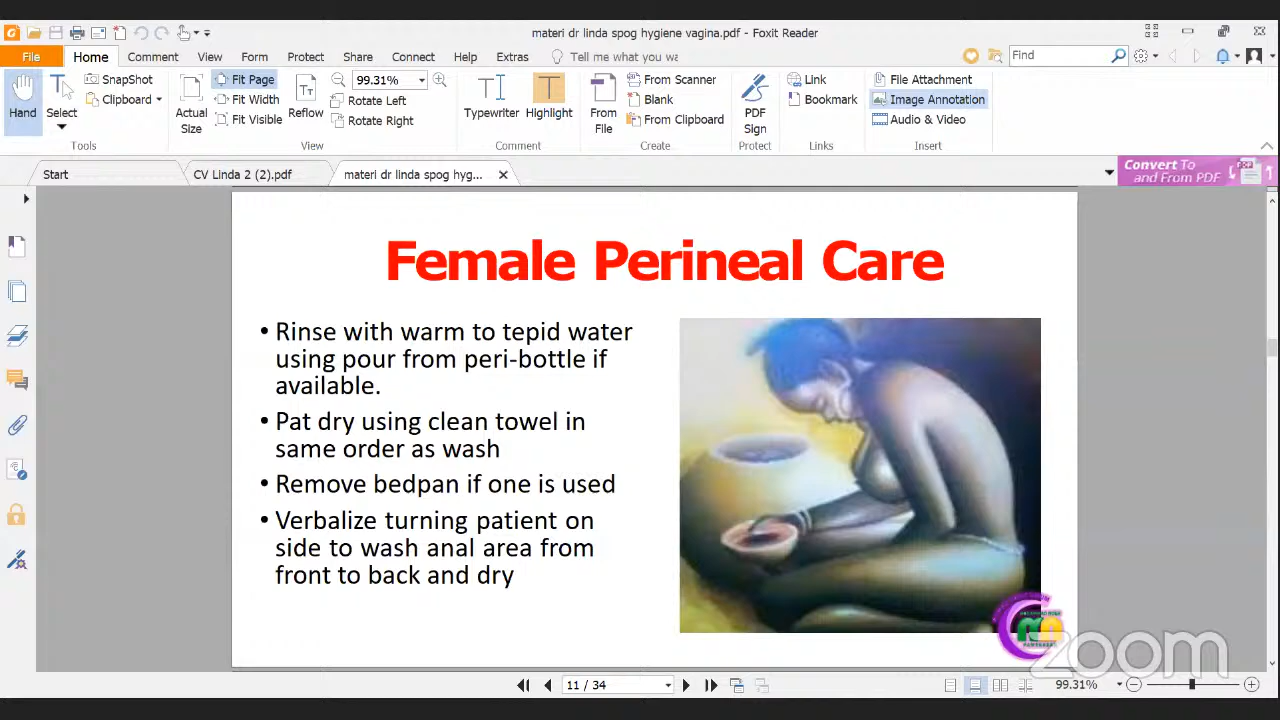 materi dr linda spog hygiene vagina.pdf - Foxit Reader
File Home Comment View Form Protect Share Connect Help Extras Tell me what you wa Find
Hand
Select
SnapShot
Clipboard
Tools
Actual
Size
Fit Page
Fit Width
Fit Visible
Reflow
99.31%
Rotate Left
Rotate Right
View
Typewriter
Highlight
Comment
From
File
From Scanner
Blank
From Clipboard
Create
PDF
Sign
Protect
Link
Bookmark
Links
File Attachment
Image Annotation
Audio & Video
Insert
Start CV Linda 2 (2).pdf materi dr linda spog hyg...
Convert To
and From PDF
Female Perineal Care
• Rinse with warm to tepid water
using pour from peri-bottle if
available.
• Pat dry using clean towel in
same order as wash
• Remove bedpan if one is used
• Verbalize turning patient on
side to wash anal area from
front to back and dry
zoom
11 / 34
99.31%